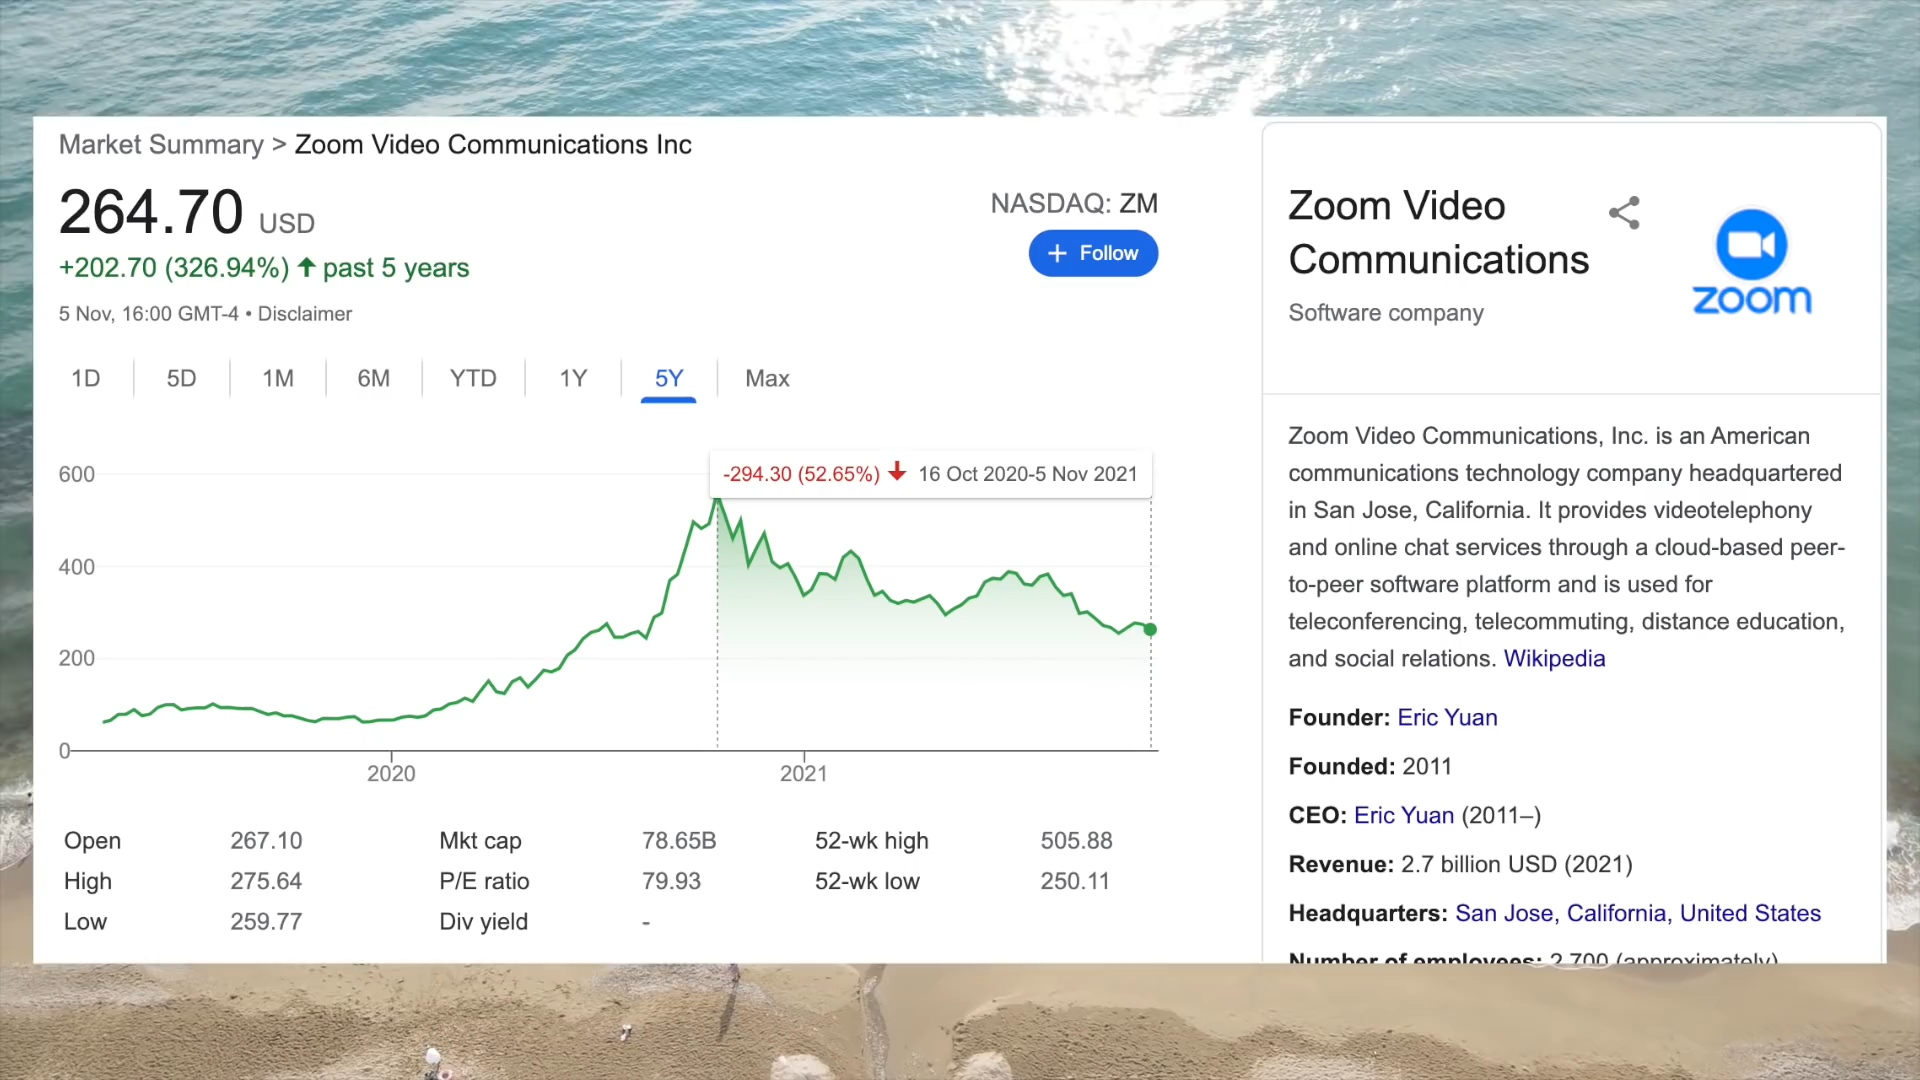 Market Summary > Zoom Video Communications Inc
264.70 USD
+202.70 (326.94%) ↑ past 5 years
5 Nov, 16:00 GMT-4 • Disclaimer
NASDAQ: ZM
+ Follow
1D 5D 1M 6M YTD 1Y 5Y Max
-294.30 (52.65%) ↓ 16 Oct 2020-5 Nov 2021
600
400
200
0
2020 2021
Open 267.10 Mkt cap 78.65B 52-wk high 505.88
High 275.64 P/E ratio 79.93 52-wk low 250.11
Low 259.77 Div yield -
Zoom Video
Communications
Software company
zoom
Zoom Video Communications, Inc. is an American
communications technology company headquartered
in San Jose, California. It provides videotelephony
and online chat services through a cloud-based peer-
to-peer software platform and is used for
teleconferencing, telecommuting, distance education,
and social relations. Wikipedia
Founder: Eric Yuan
Founded: 2011
CEO: Eric Yuan (2011–)
Revenue: 2.7 billion USD (2021)
Headquarters: San Jose, California, United States
Number of employees: 2,700 (approximately)